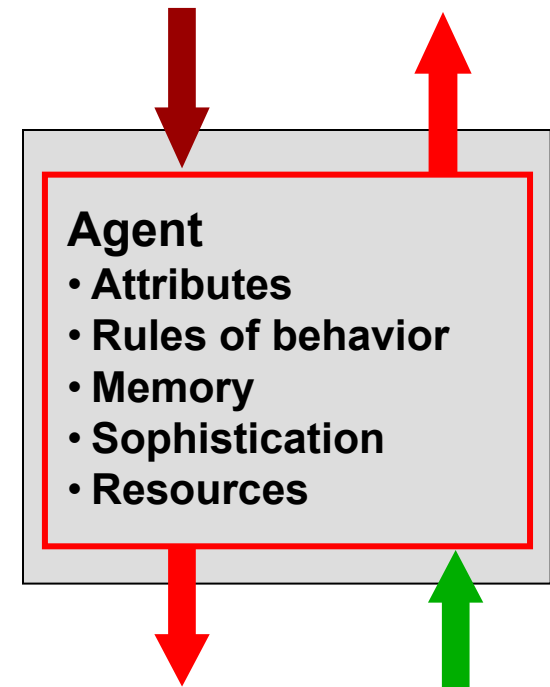 Agent
• Attributes
• Rules of behavior
• Memory
• Sophistication
• Resources